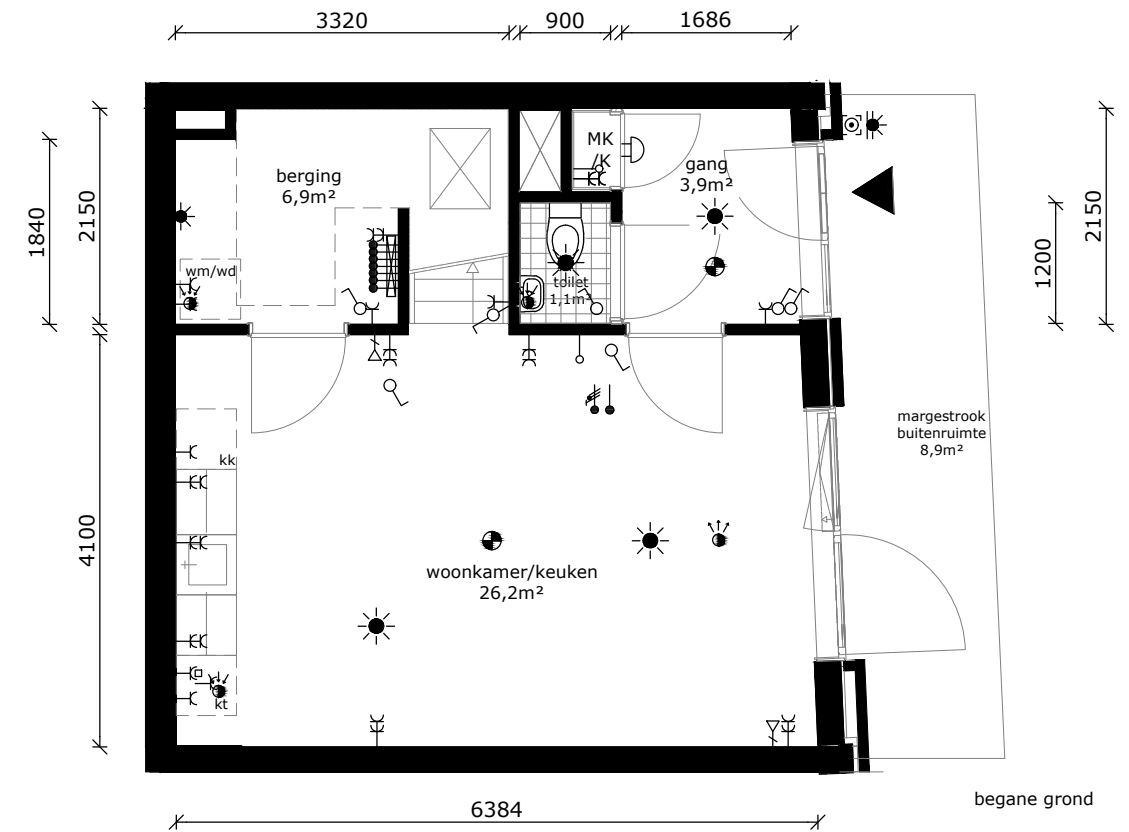 3320
900
1686
MK
/K
gang
3,9m²
berging
6,9m²
1840
2150
2150
1200
wm/wd
toilet
1,1m²
margestrook
buitenruimte
8,9m²
kk
4100
woonkamer/keuken
26,2m²
kt
begane grond
6384